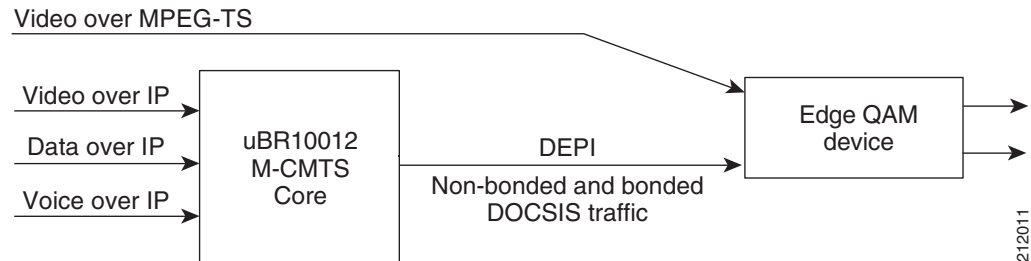 Video over MPEG-TS
Video over IP
Data over IP
Voice over IP
uBR10012
M-CMTS
Core
DEPI
Non-bonded and bonded
DOCSIS traffic
Edge QAM
device
212011